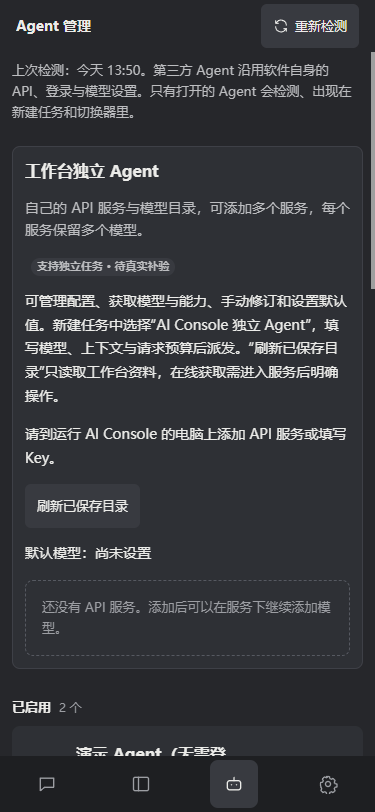 Agent 管理
重新检测
上次检测：今天 13:50。第三方 Agent 沿用软件自身的
API、登录与模型设置。只有打开的 Agent 会检测、出现在
新建任务和切换器里。
工作台独立 Agent
自己的 API 服务与模型目录，可添加多个服务，每个
服务保留多个模型。
支持独立任务 · 待真实补验
可管理配置、获取模型与能力、手动修订和设置默认
值。新建任务中选择“AI Console 独立 Agent”，填
写模型、上下文与请求预算后派发。“刷新已保存目
录”只读取工作台资料，在线获取需进入服务后明确
操作。
请到运行 AI Console 的电脑上添加 API 服务或填写
Key。
刷新已保存目录
默认模型：尚未设置
还没有 API 服务。添加后可以在服务下继续添加模
型。
已启用 2 个
演示 Agent（无需登